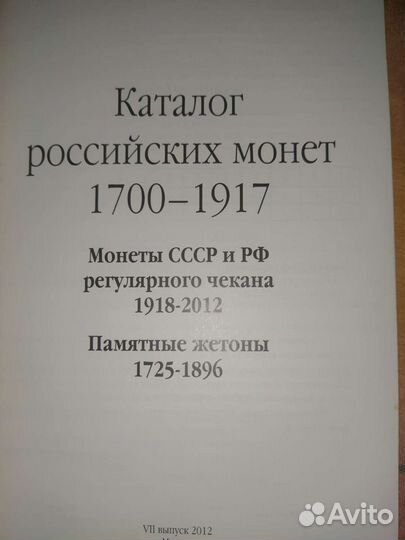 Каталог
российских монет
1700–1917
Монеты СССР и РФ
регулярного чекана
1918-2012
Памятные жетоны
1725-1896
VII выпуск 2012
Avito